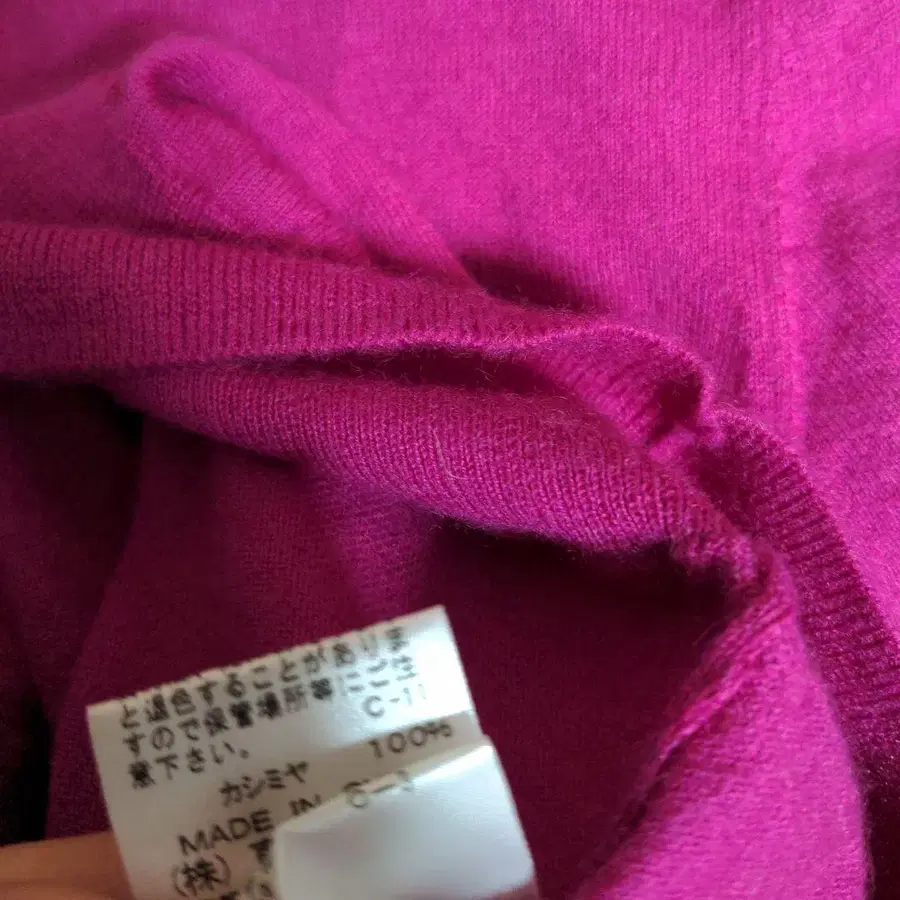 と退色することがありま
すので保管場所等にご注
意下さい。
C-11
カシミヤ 100%
MADE IN
(株)